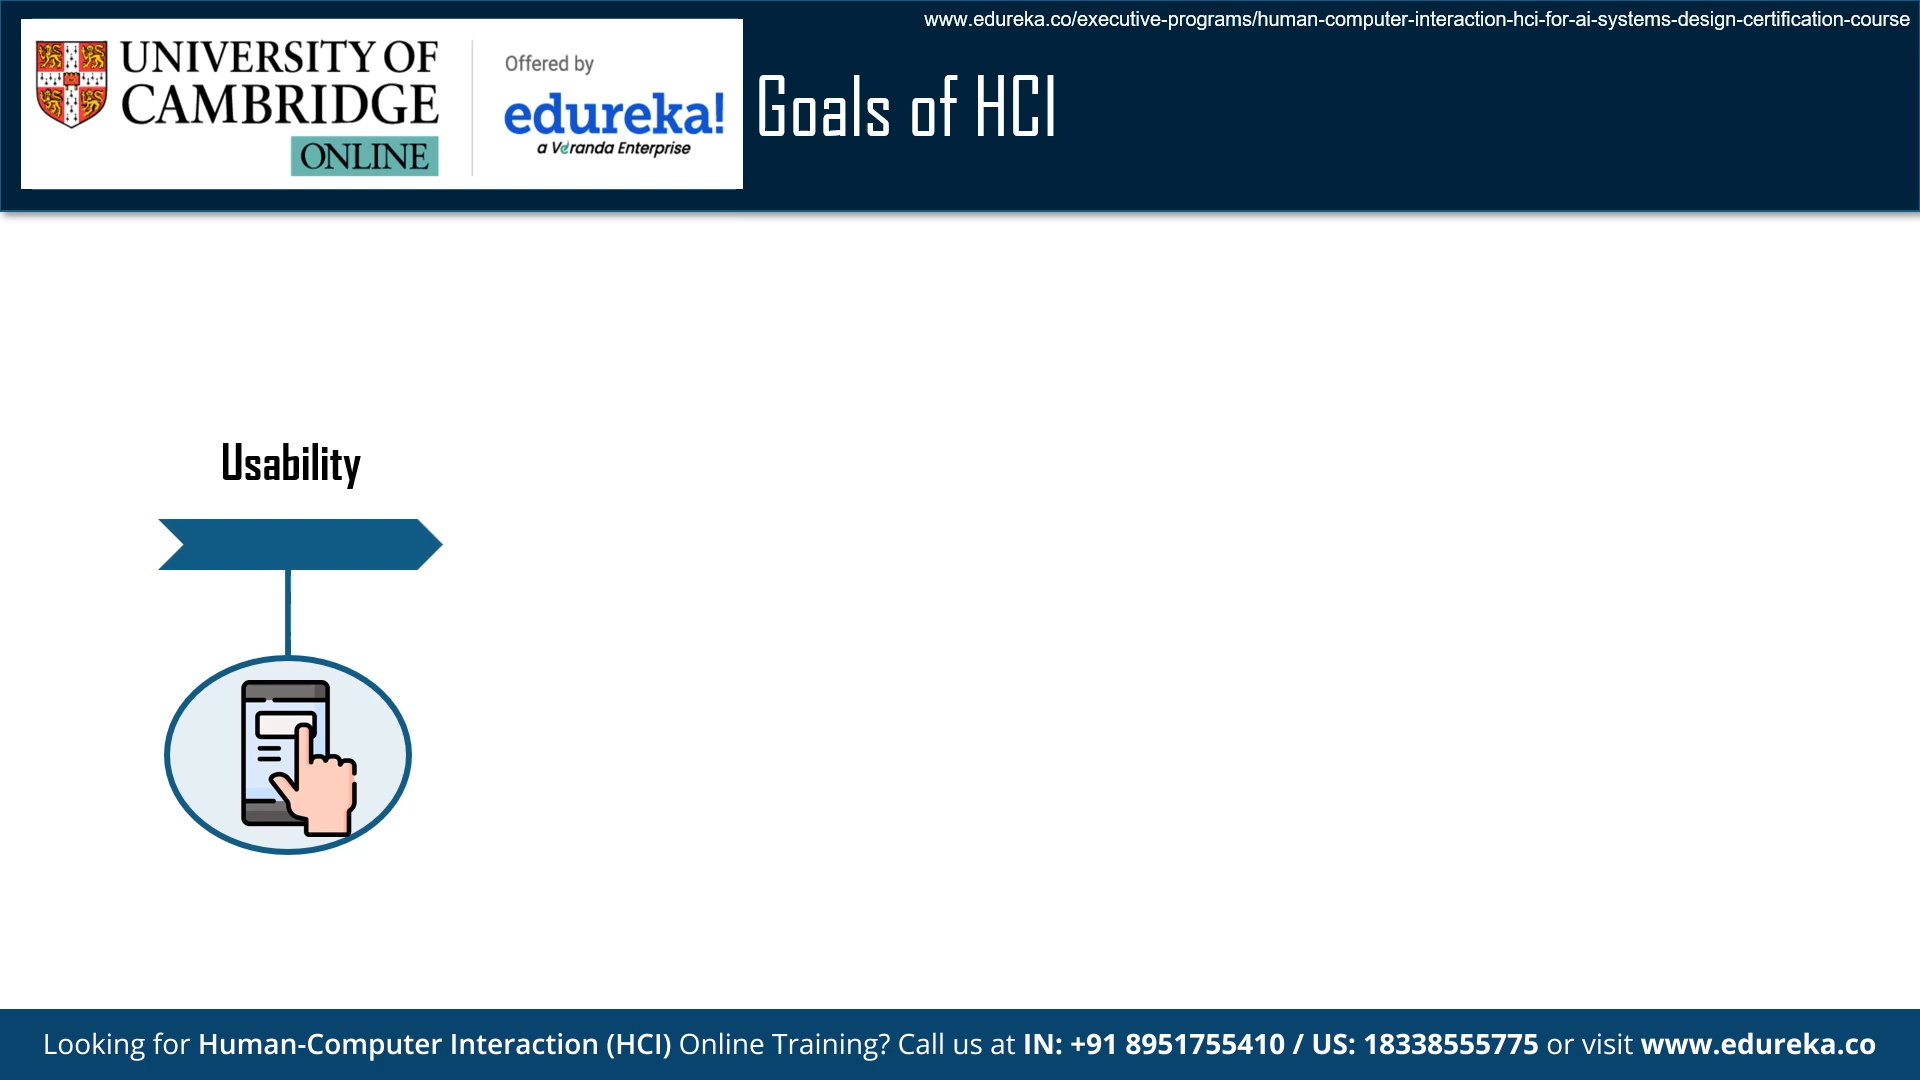 www.edureka.co/executive-programs/human-computer-interaction-hci-for-ai-systems-design-certification-course
UNIVERSITY OF
CAMBRIDGE
ONLINE
Offered by
edureka!
a Veranda Enterprise
Goals of HCI
Usability
Looking for Human-Computer Interaction (HCI) Online Training? Call us at IN: +91 8951755410 / US: 18338555775 or visit www.edureka.co